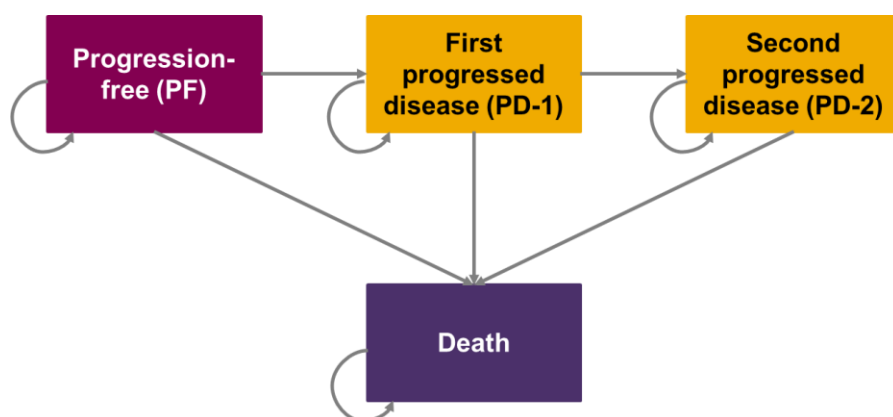 Progression-
free (PF)
First
progressed
disease (PD-1)
Second
progressed
disease (PD-2)
Death